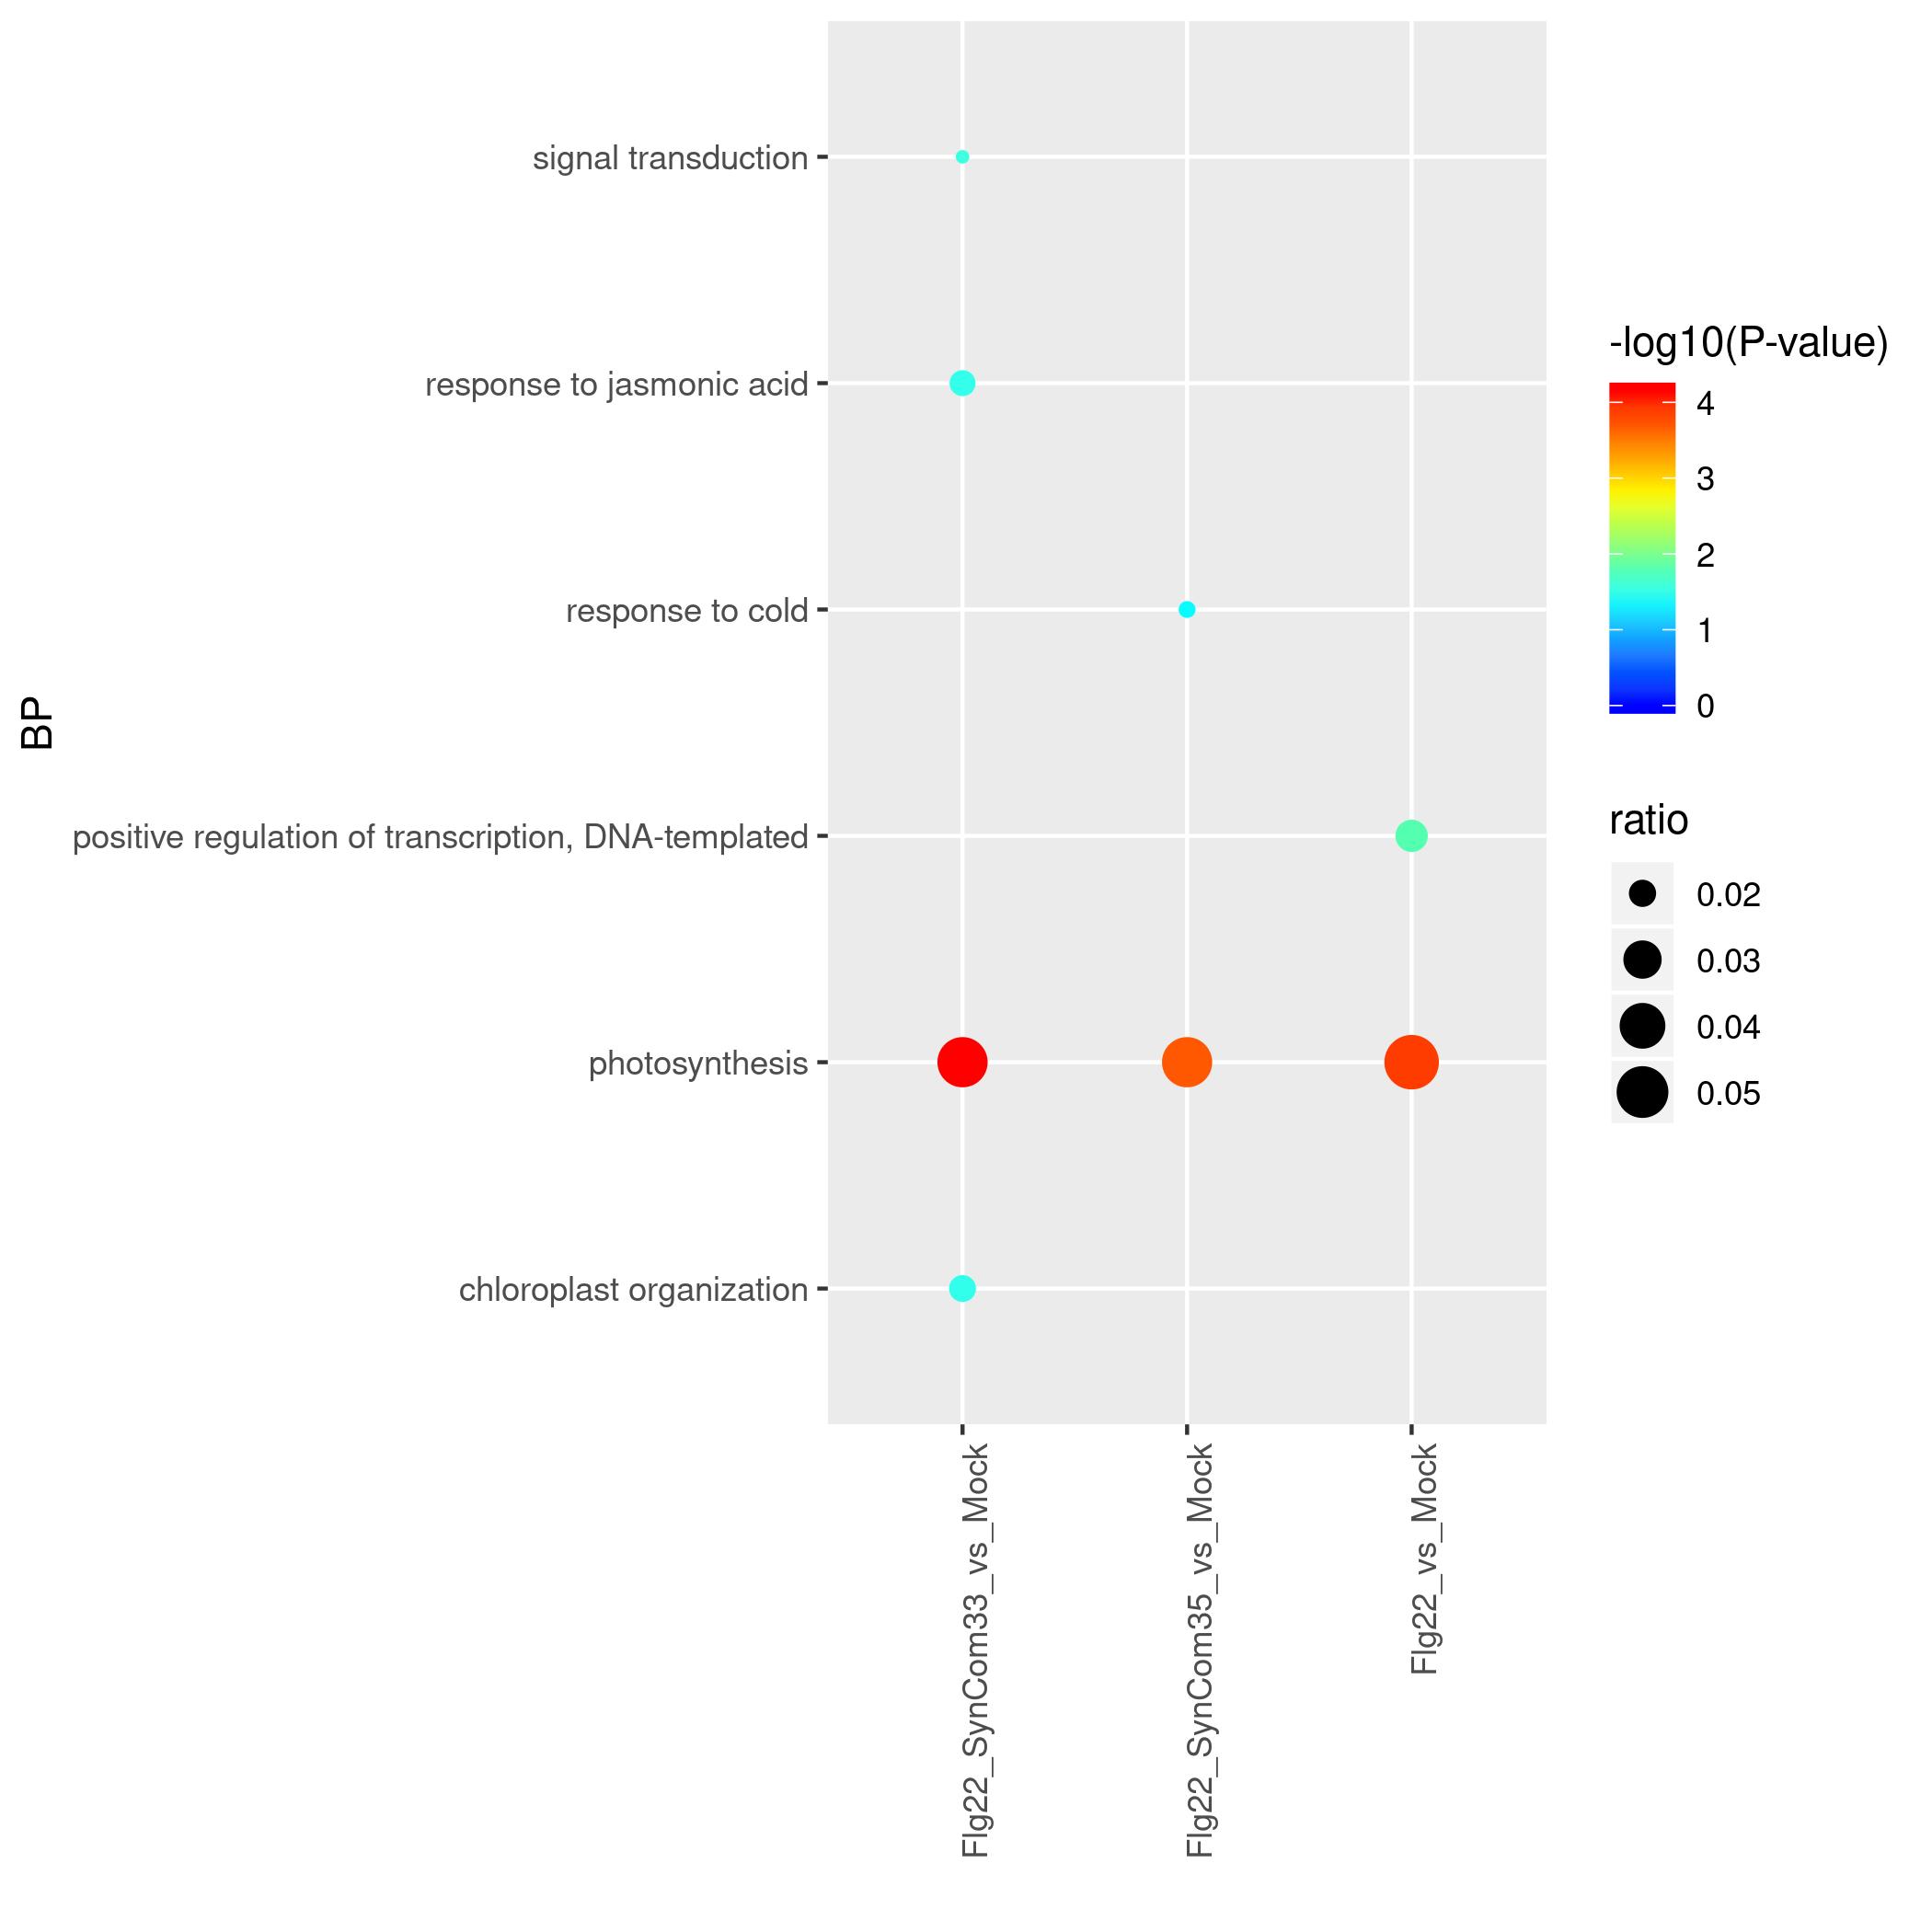 signal transduction
response to jasmonic acid
response to cold
positive regulation of transcription, DNA-templated
photosynthesis
chloroplast organization
BP
Flg22_SynCom33_vs_Mock
Flg22_SynCom35_vs_Mock
Flg22_vs_Mock
-log10(P-value)
4
3
2
1
0
ratio
0.02
0.03
0.04
0.05